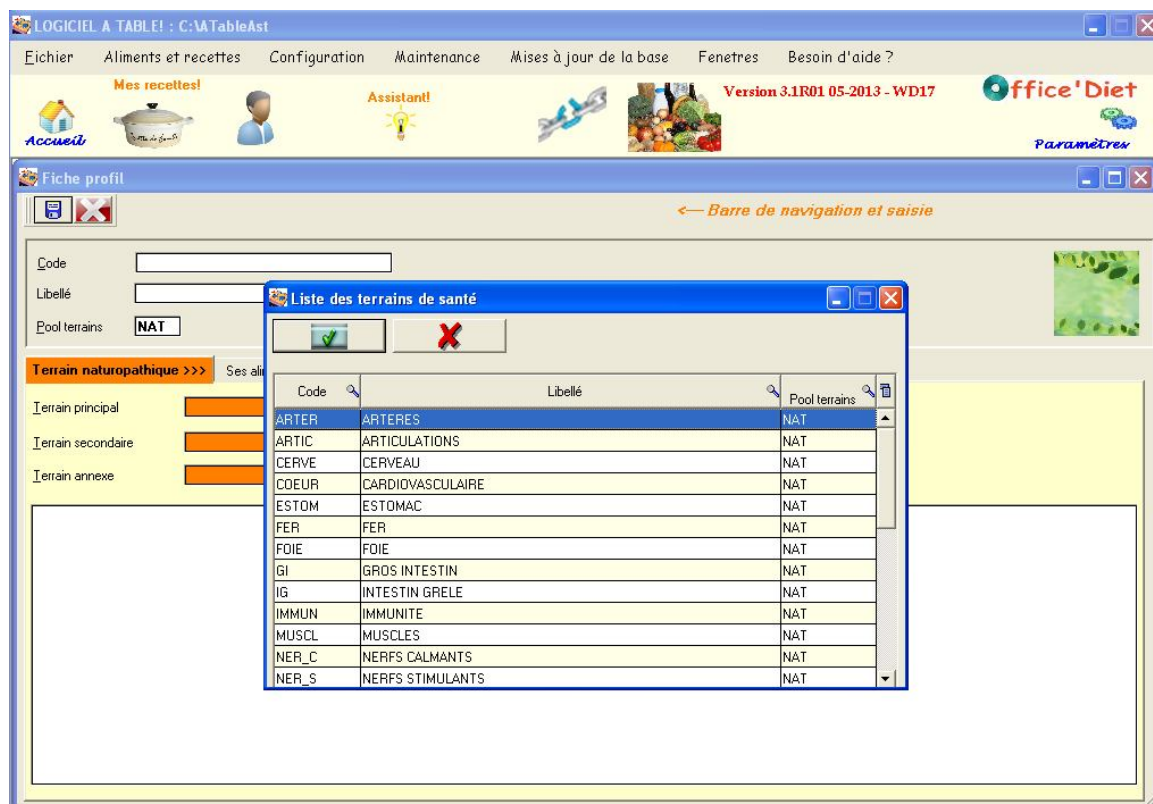 LOGICIEL A TABLE! : C:\ATableAst
Fichier Aliments et recettes Configuration Maintenance Mises à jour de la base Fenetres Besoin d'aide ?
Mes recettes!
Assistant!
Version 3.1R01 05-2013 - WD17
Office'Diet
Accueil
Paramètres
Fiche profil
<— Barre de navigation et saisie
Code
Libellé
Pool terrains NAT
Terrain naturopathique >>> Ses ali
Terrain principal
Terrain secondaire
Terrain annexe
Liste des terrains de santé
Code Libellé Pool terrains
ARTER ARTERES NAT
ARTIC ARTICULATIONS NAT
CERVE CERVEAU NAT
COEUR CARDIOVASCULAIRE NAT
ESTOM ESTOMAC NAT
FER FER NAT
FOIE FOIE NAT
GI GROS INTESTIN NAT
IG INTESTIN GRELE NAT
IMMUN IMMUNITE NAT
MUSCL MUSCLES NAT
NER_C NERFS CALMANTS NAT
NER_S NERFS STIMULANTS NAT